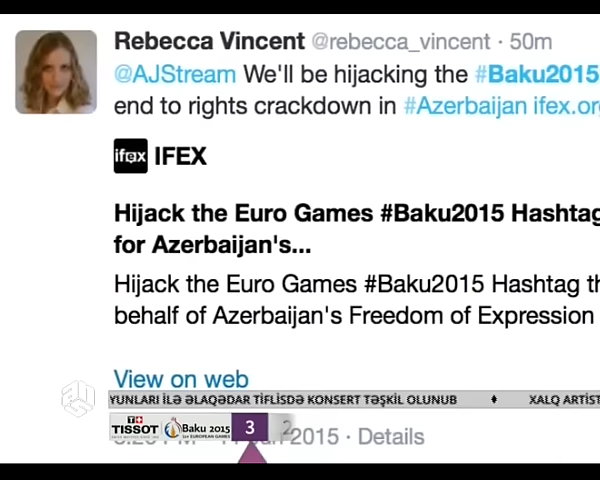 Rebecca Vincent @rebecca_vincent · 50m
@AJStream We'll be hijacking the #Baku2015
end to rights crackdown in #Azerbaijan ifex.org
ifex IFEX
Hijack the Euro Games #Baku2015 Hashtag
for Azerbaijan's...
Hijack the Euro Games #Baku2015 Hashtag th
behalf of Azerbaijan's Freedom of Expression
View on web
YUNLARI İLƏ ƏLAQƏDAR TİFLİSDƏ KONSERT TƏŞKİL OLUNUB ♦ XALQ ARTİST
TISSOT
Baku 2015
1st EUROPEAN GAMES
3
2
2015 · Details